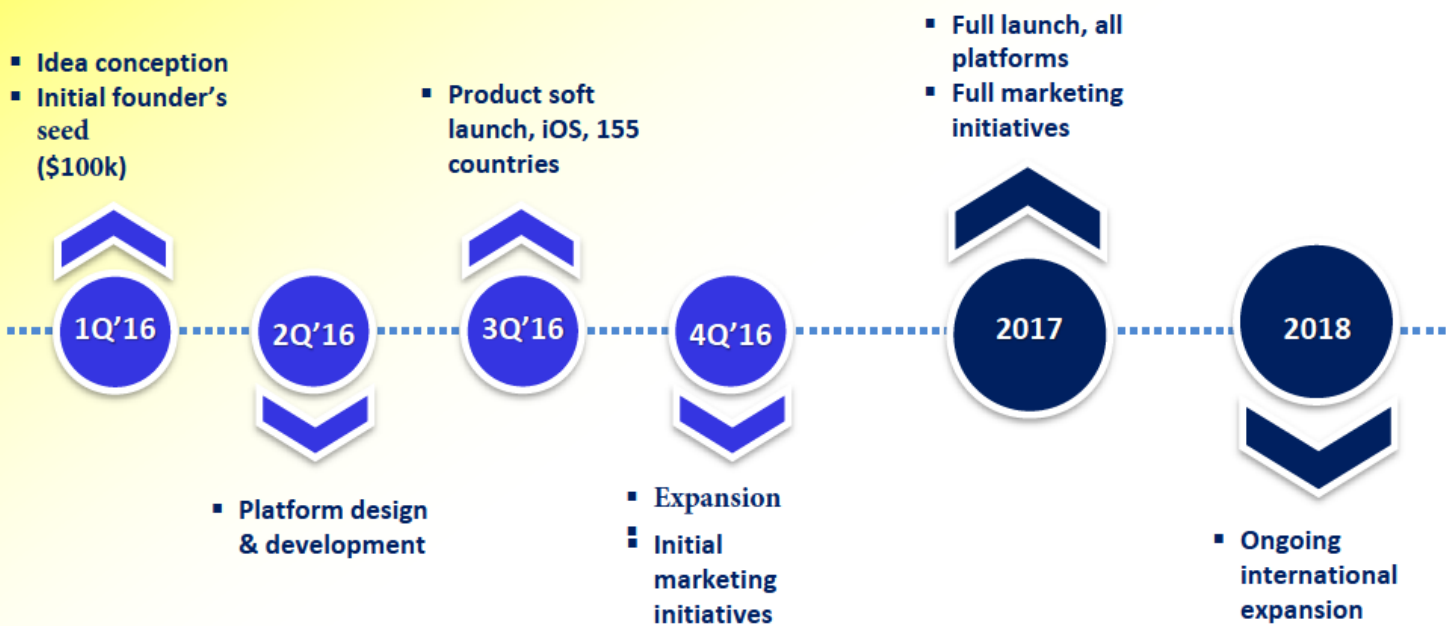 ▪ Idea conception
▪ Initial founder's
seed
($100k)
1Q'16
2Q'16
▪ Platform design
& development
▪ Product soft
launch, iOS, 155
countries
3Q'16
4Q'16
▪ Expansion
▪
▪ Initial
marketing
initiatives
▪ Full launch, all
platforms
▪ Full marketing
initiatives
2017
2018
▪ Ongoing
international
expansion